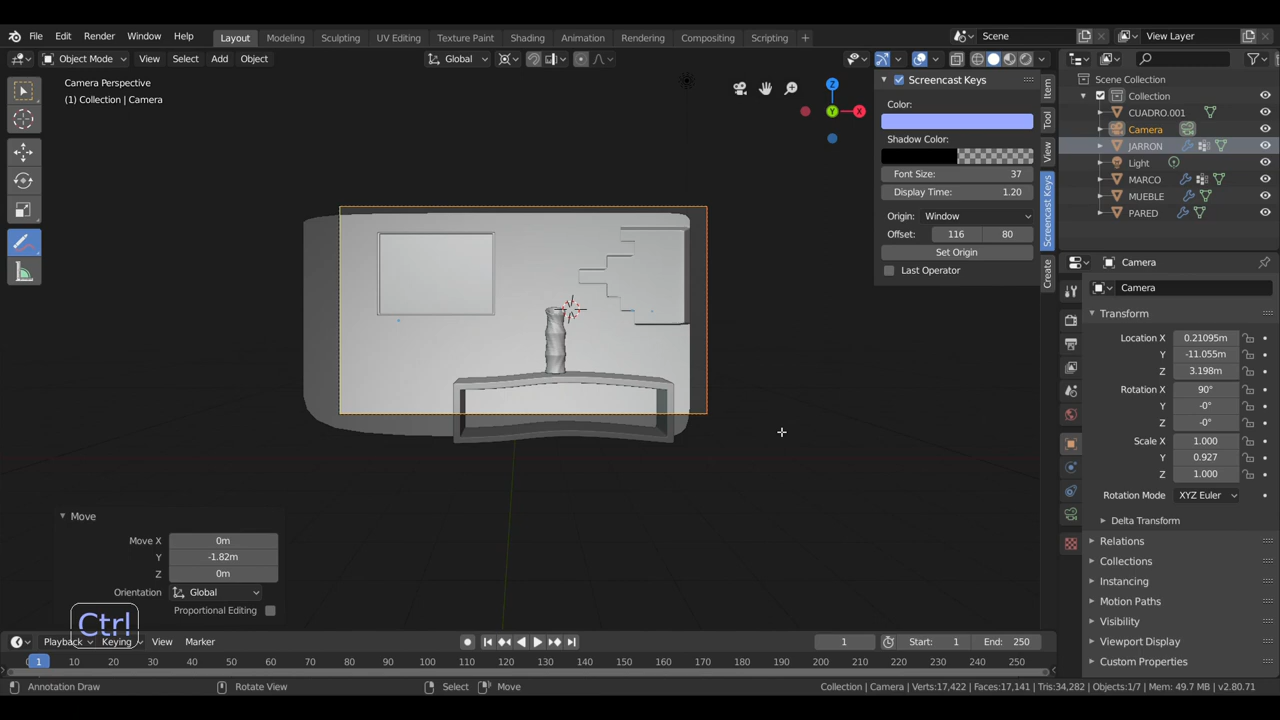 File Edit Render Window Help Layout Modeling Sculpting UV Editing Texture Paint Shading Animation Rendering Compositing Scripting + Scene View Layer
Object Mode View Select Add Object Global
Camera Perspective
(1) Collection | Camera
Z
Y
X
Screencast Keys
Color:
Shadow Color:
Font Size: 37
Display Time: 1.20
Origin: Window
Offset: 116 80
Set Origin
Last Operator
Item
Tool
View
Screencast Keys
Create
Scene Collection
Collection
CUADRO.001
Camera
JARRON
Light
MARCO
MUEBLE
PARED
Camera
Camera
Transform
Location X 0.21095m
Y -11.055m
Z 3.198m
Rotation X 90°
Y -0°
Z -0°
Scale X 1.000
Y 0.927
Z 1.000
Rotation Mode XYZ Euler
Delta Transform
Relations
Collections
Instancing
Motion Paths
Visibility
Viewport Display
Custom Properties
Move
Move X 0m
Y -1.82m
Z 0m
Orientation Global
Proportional Editing
Ctrl
Playback Keying View Marker 1 Start: 1 End: 250
1 10 20 30 40 50 60 70 80 90 100 110 120 130 140 150 160 170 180 190 200 210 220 230 240 250
Annotation Draw Rotate View Select Move Collection | Camera | Verts:17,422 | Faces:17,141 | Tris:34,282 | Objects:1/7 | Mem: 49.7 MB | v2.80.71